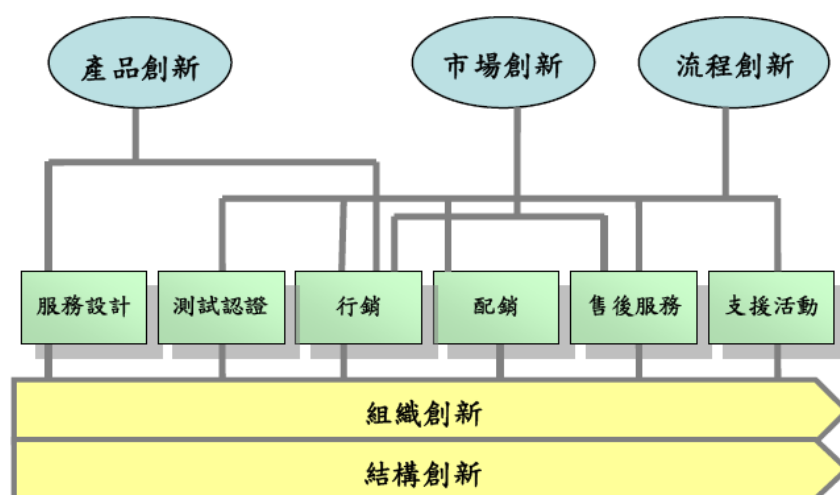 產品創新
市場創新
流程創新
服務設計
測試認證
行銷
配銷
售後服務
支援活動
組織創新
結構創新